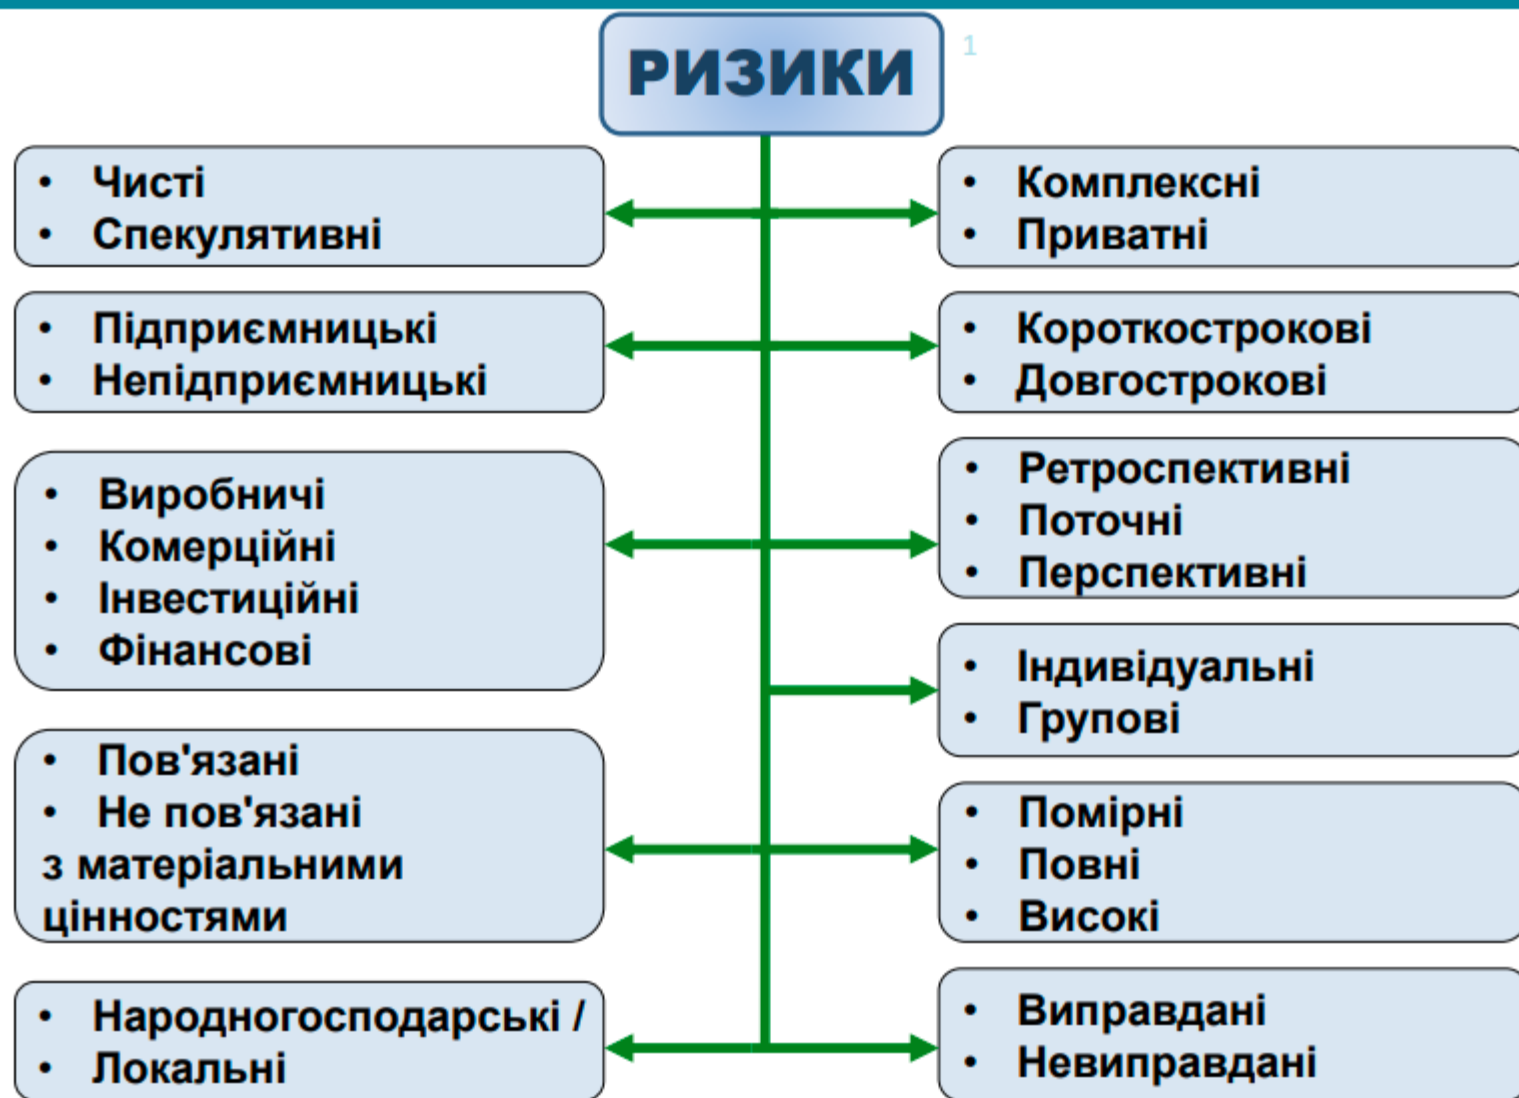 РИЗИКИ
1
• Чисті
• Спекулятивні
• Підприємницькі
• Непідприємницькі
• Виробничі
• Комерційні
• Інвестиційні
• Фінансові
• Пов'язані
• Не пов'язані
з матеріальними
цінностями
• Народногосподарські /
• Локальні
• Комплексні
• Приватні
• Короткострокові
• Довгострокові
• Ретроспективні
• Поточні
• Перспективні
• Індивідуальні
• Групові
• Помірні
• Повні
• Високі
• Виправдані
• Невиправдані